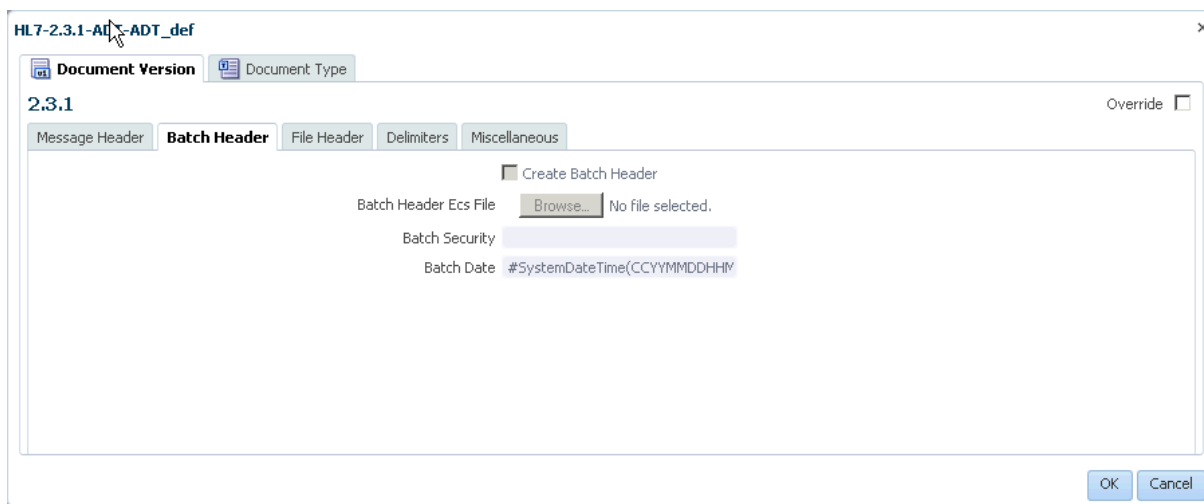 HL7-2.3.1-ADT-ADT_def
Document Version Document Type
2.3.1 Override
Message Header Batch Header File Header Delimiters Miscellaneous
Create Batch Header
Batch Header Ecs File Browse... No file selected.
Batch Security
Batch Date #SystemDateTime(CCYYMMDDHHM
OK Cancel